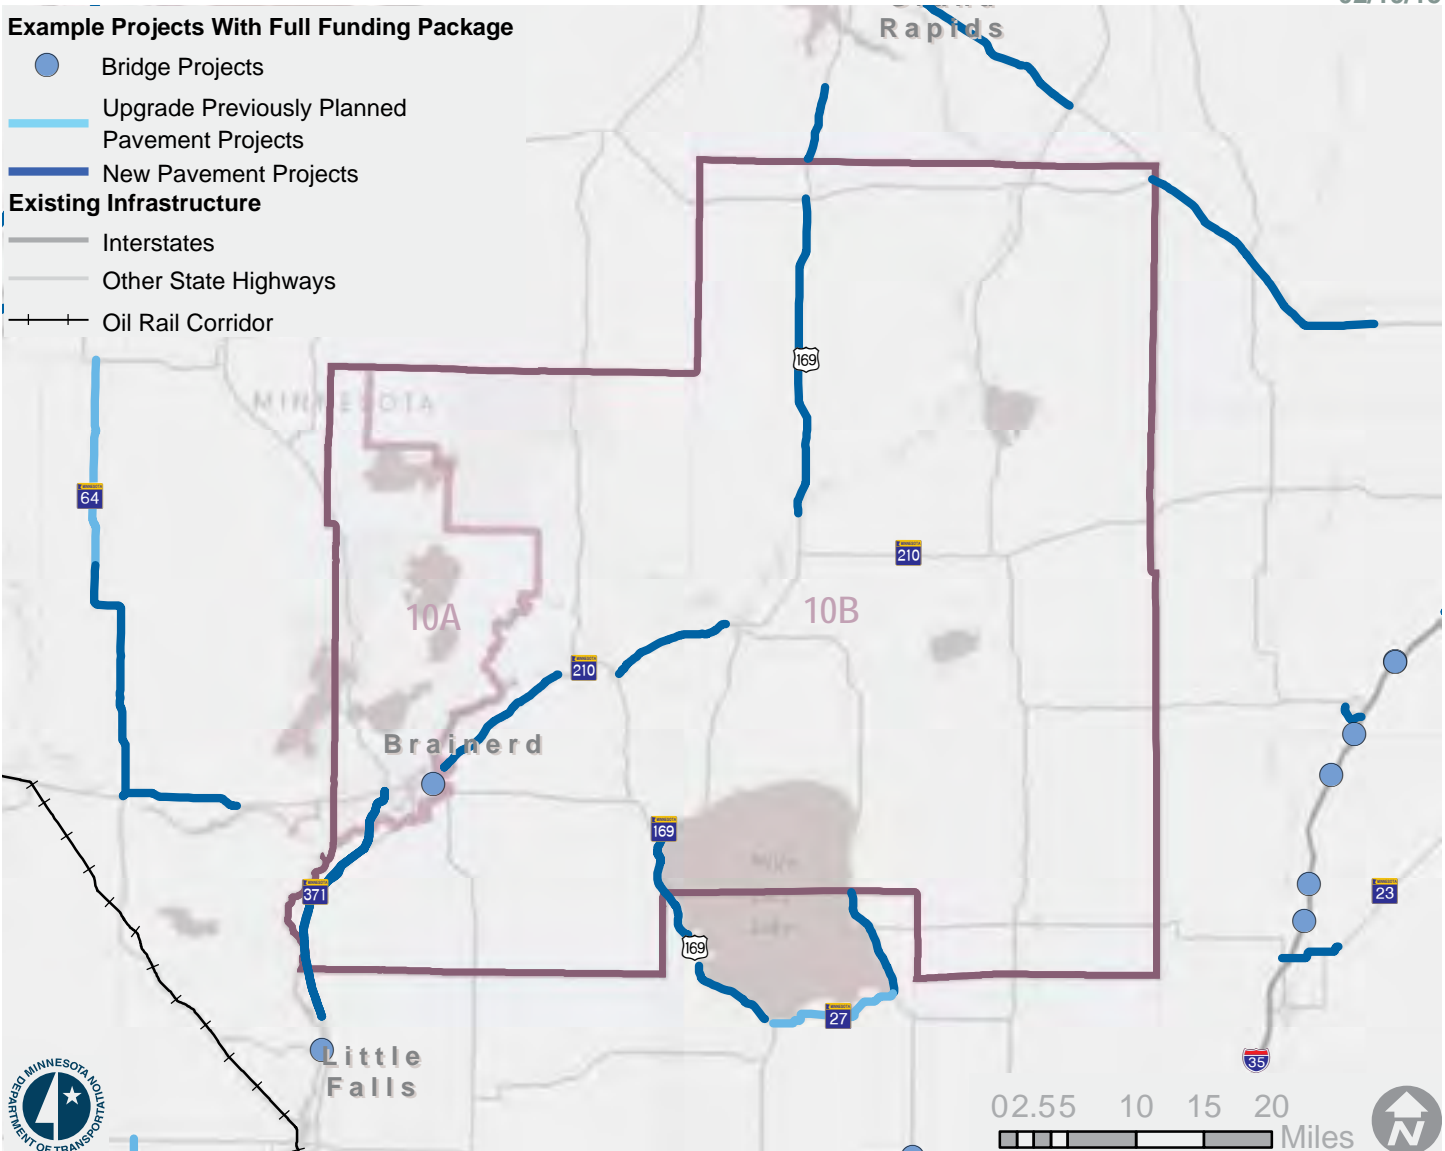 Example Projects With Full Funding Package
Bridge Projects
Upgrade Previously Planned
Pavement Projects
New Pavement Projects
Existing Infrastructure
Interstates
Other State Highways
Oil Rail Corridor
Rapids
MINNESOTA
169
64
210
10A
10B
210
Brainerd
169
371
23
169
27
Little
Falls
35
MINNESOTA DEPARTMENT OF TRANSPORTATION
0 2.5 5 10 15 20
Miles
N